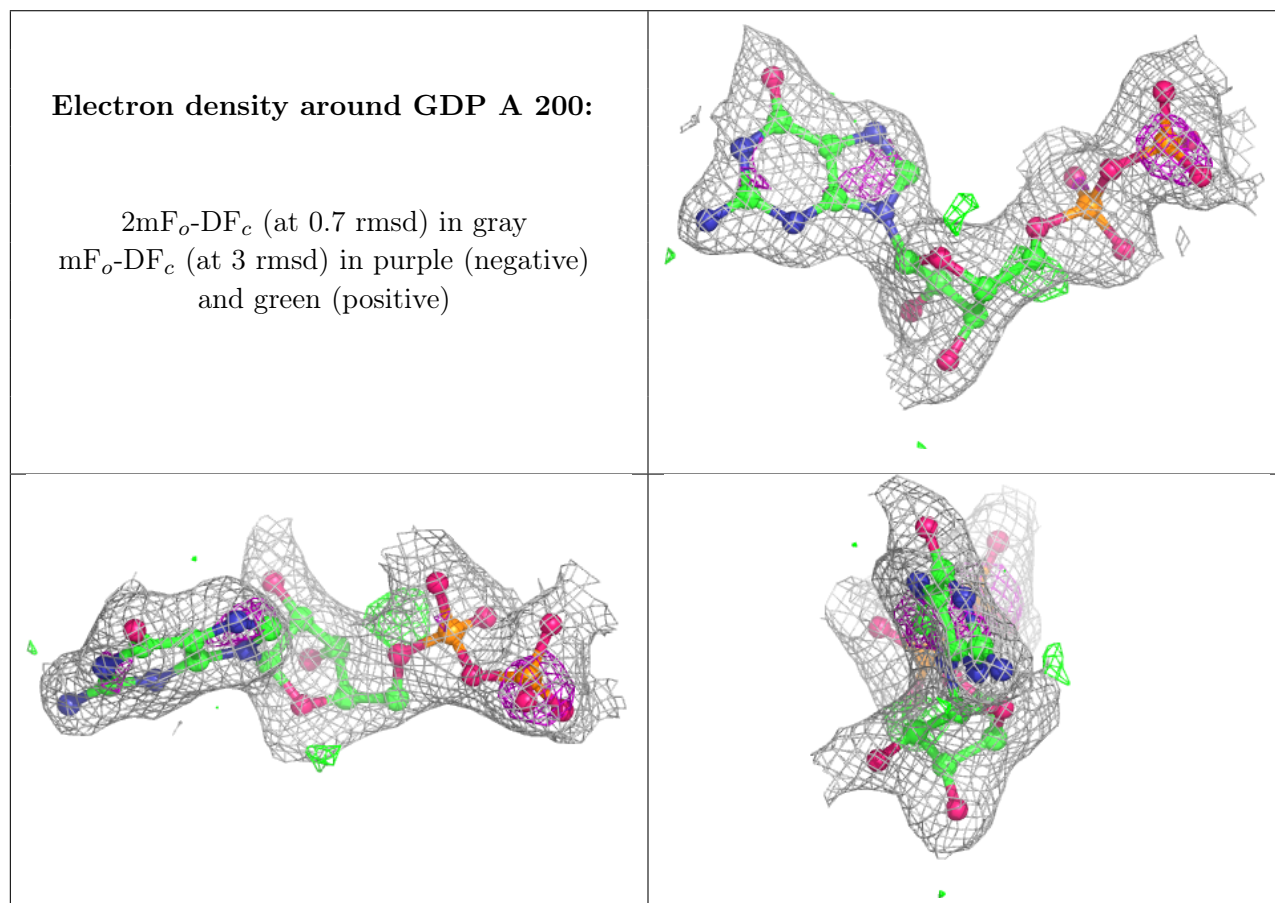 Electron density around GDP A 200:
2mFₒ-DF𝒸 (at 0.7 rmsd) in gray
mFₒ-DF𝒸 (at 3 rmsd) in purple (negative)
and green (positive)